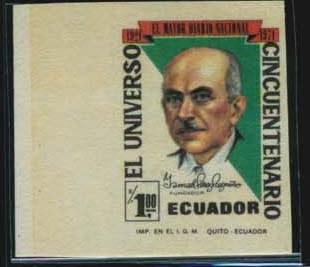 1921 EL MAYOR DIARIO NACIONAL 1971
EL UNIVERSO
CINCUENTENARIO
FUNDADOR
S/. 1.00
ECUADOR
IMP. EN EL I. G. M. QUITO - ECUADOR